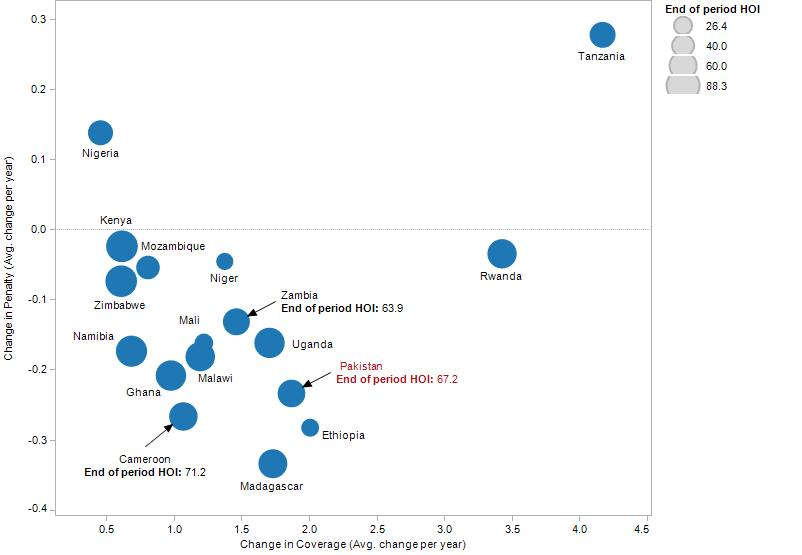 End of period HOI
26.4
40.0
60.0
88.3
Change in Penalty (Avg. change per year)
0.3
0.2
0.1
0.0
-0.1
-0.2
-0.3
-0.4
Tanzania
Nigeria
Kenya
Mozambique
Niger
Rwanda
Zimbabwe
Zambia
End of period HOI: 63.9
Mali
Namibia
Uganda
Malawi
Pakistan
End of period HOI: 67.2
Ghana
Ethiopia
Cameroon
End of period HOI: 71.2
Madagascar
0.5 1.0 1.5 2.0 2.5 3.0 3.5 4.0 4.5
Change in Coverage (Avg. change per year)